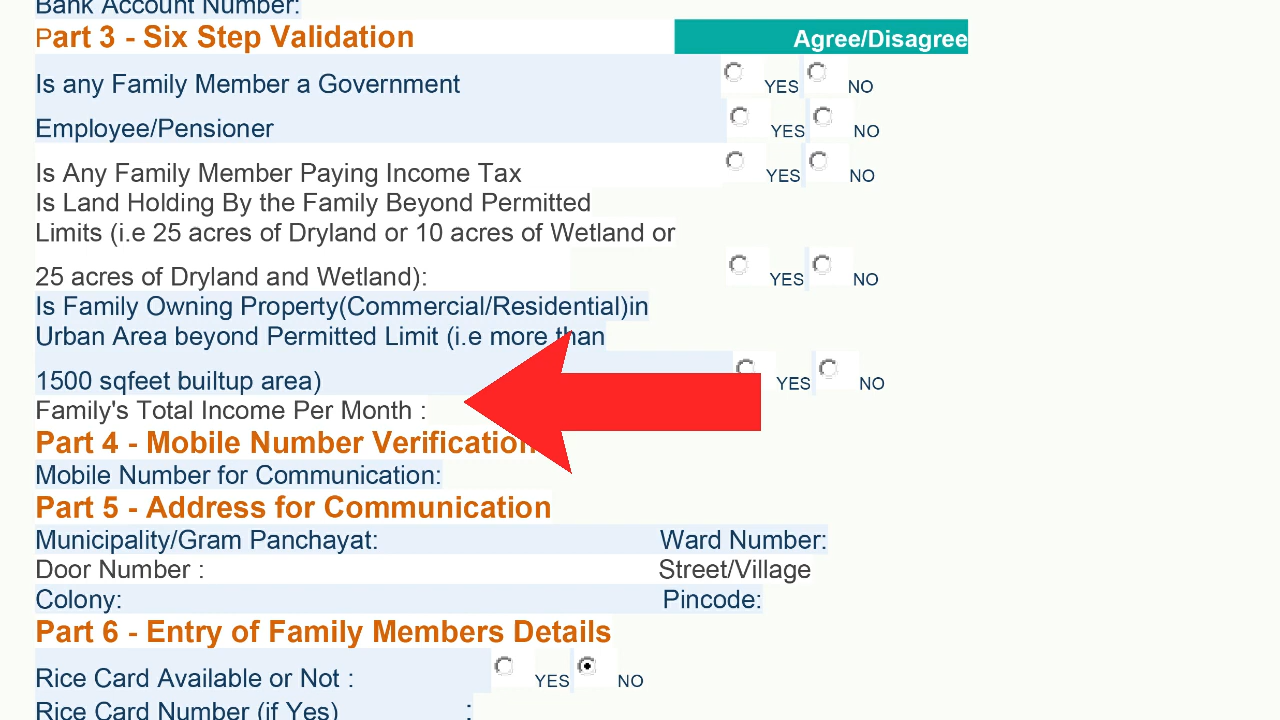 Bank Account Number:
Part 3 - Six Step Validation Agree/Disagree
Is any Family Member a Government YES NO
Employee/Pensioner YES NO
Is Any Family Member Paying Income Tax YES NO
Is Land Holding By the Family Beyond Permitted
Limits (i.e 25 acres of Dryland or 10 acres of Wetland or
25 acres of Dryland and Wetland): YES NO
Is Family Owning Property(Commercial/Residential)in
Urban Area beyond Permitted Limit (i.e more than
1500 sqfeet builtup area) YES NO
Family's Total Income Per Month :
Part 4 - Mobile Number Verification
Mobile Number for Communication:
Part 5 - Address for Communication
Municipality/Gram Panchayat: Ward Number:
Door Number : Street/Village
Colony: Pincode:
Part 6 - Entry of Family Members Details
Rice Card Available or Not : YES NO
Rice Card Number (if Yes) :